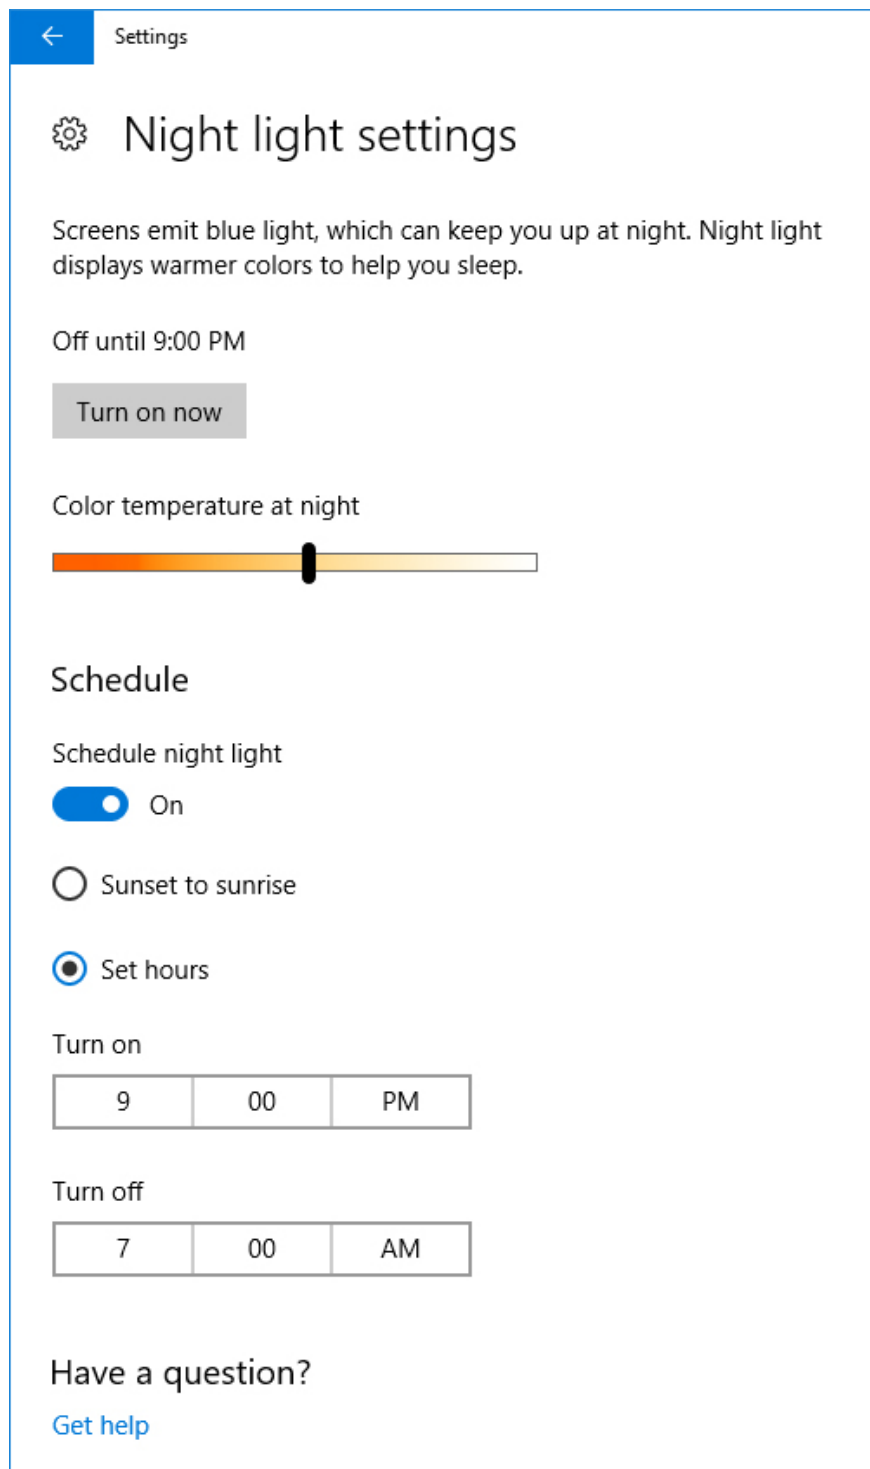 Settings
Night light settings
Screens emit blue light, which can keep you up at night. Night light
displays warmer colors to help you sleep.
Off until 9:00 PM
Turn on now
Color temperature at night
Schedule
Schedule night light
On
Sunset to sunrise
Set hours
Turn on
9 00 PM
Turn off
7 00 AM
Have a question?
Get help